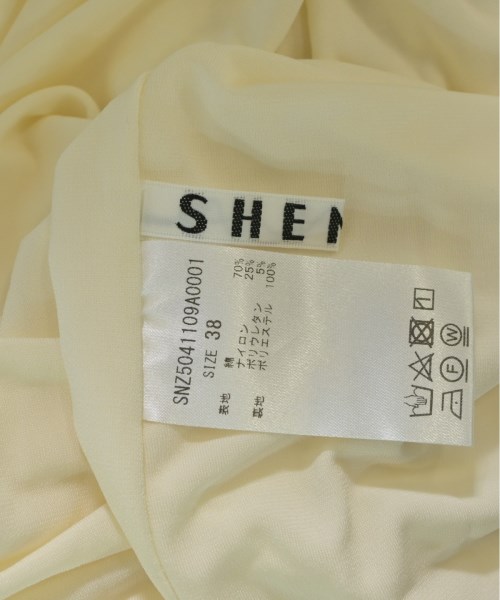 SHEN
SNZ5041109A0001
SIZE 38
表地 綿 70%
ナイロン 25%
ポリウレタン 5%
裏地 ポリエステル 100%
W
F